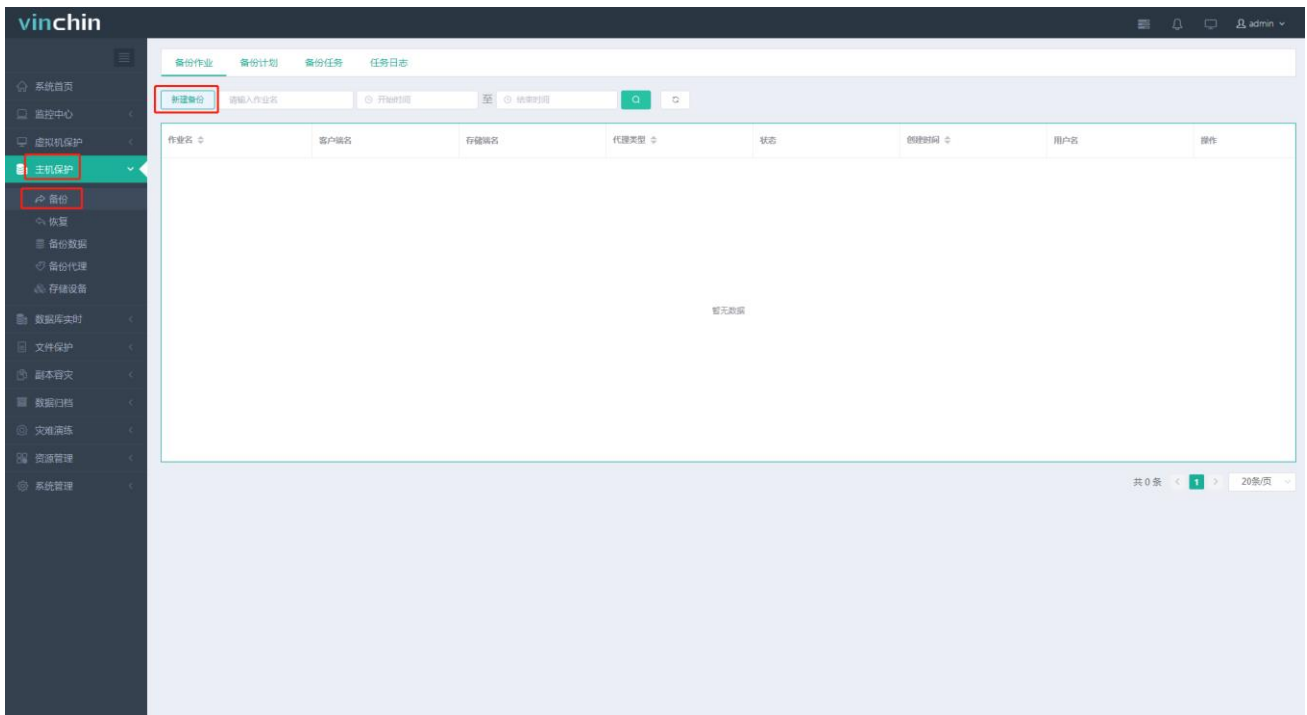 vinchin
admin
系统首页
监控中心
虚拟机保护
主机保护
备份
恢复
备份数据
备份代理
存储设备
数据库实时
文件保护
副本容灾
数据归档
灾难演练
资源管理
系统管理
备份作业 备份计划 备份任务 任务日志
新建备份 请输入作业名 开始时间 至 结束时间
作业名 客户端名 存储端名 代理类型 状态 创建时间 用户名 操作
暂无数据
共 0 条 < 1 > 20条/页